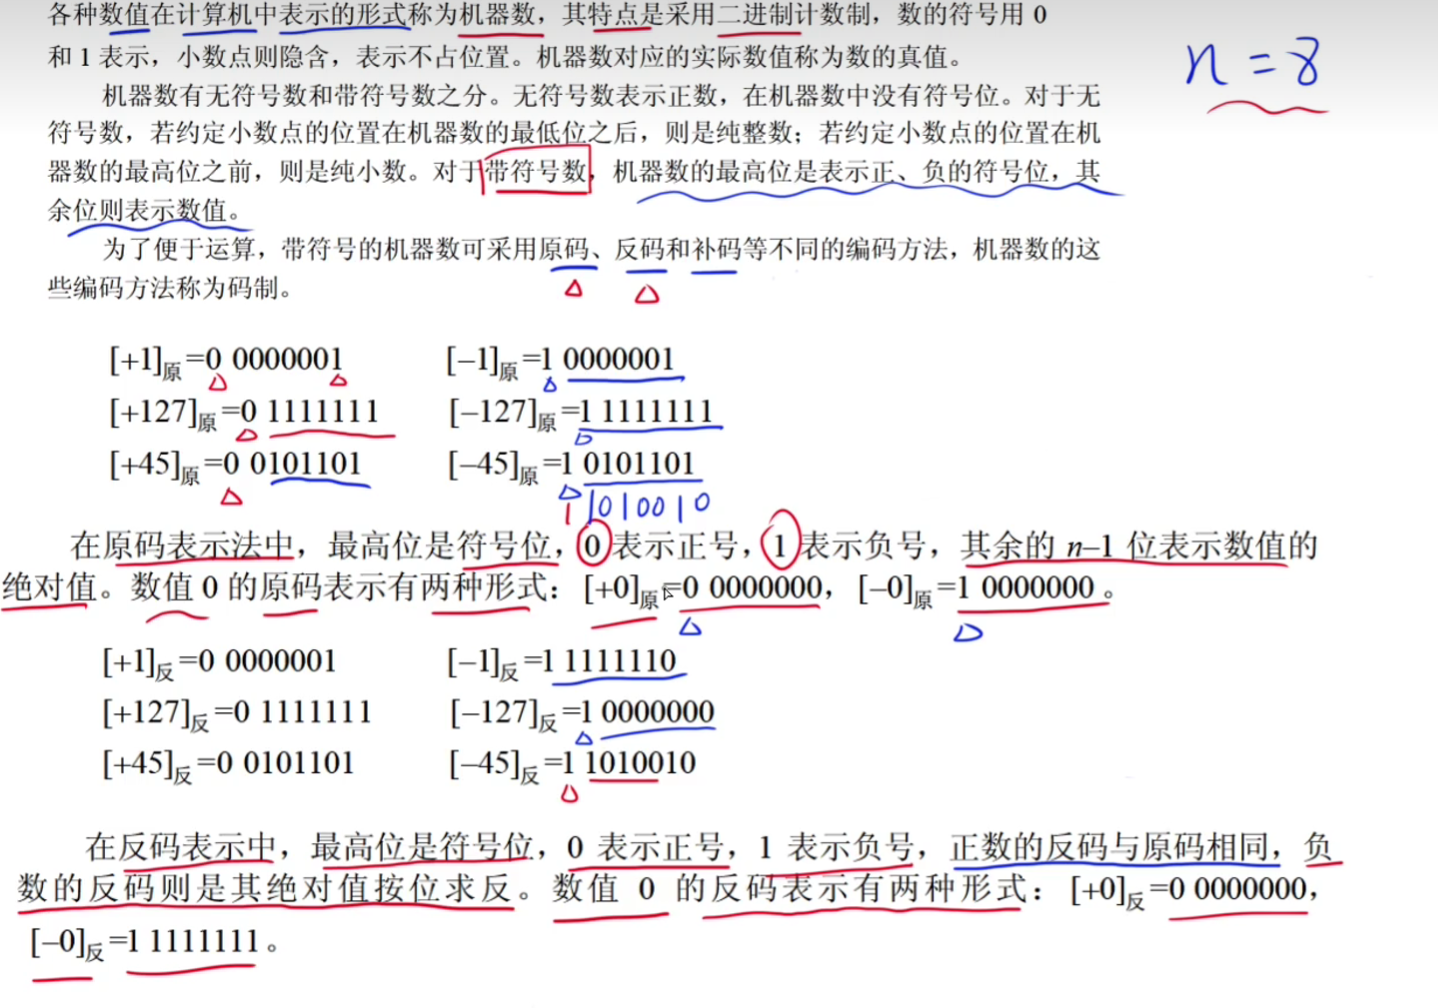 各种数值在计算机中表示的形式称为机器数，其特点是采用二进制计数制，数的符号用 0
和 1 表示，小数点则隐含，表示不占位置。机器数对应的实际数值称为数的真值。
n=8
机器数有无符号数和带符号数之分。无符号数表示正数，在机器数中没有符号位。对于无
符号数，若约定小数点的位置在机器数的最低位之后，则是纯整数；若约定小数点的位置在机
器数的最高位之前，则是纯小数。对于带符号数，机器数的最高位是表示正、负的符号位，其
余位则表示数值。
为了便于运算，带符号的机器数可采用原码、反码和补码等不同的编码方法，机器数的这
些编码方法称为码制。
[+1]原=0 0000001 [–1]原=1 0000001
[+127]原=0 1111111 [–127]原=1 1111111
[+45]原=0 0101101 [–45]原=1 0101101
1 1010010
在原码表示法中，最高位是符号位，0 表示正号，1 表示负号，其余的 n–1 位表示数值的
绝对值。数值 0 的原码表示有两种形式：[+0]原=0 0000000，[–0]原=1 0000000。
[+1]反=0 0000001 [–1]反=1 1111110
[+127]反=0 1111111 [–127]反=1 0000000
[+45]反=0 0101101 [–45]反=1 1010010
在反码表示中，最高位是符号位，0 表示正号，1 表示负号，正数的反码与原码相同，负
数的反码则是其绝对值按位求反。数值 0 的反码表示有两种形式：[+0]反=0 0000000，
[–0]反=1 1111111。